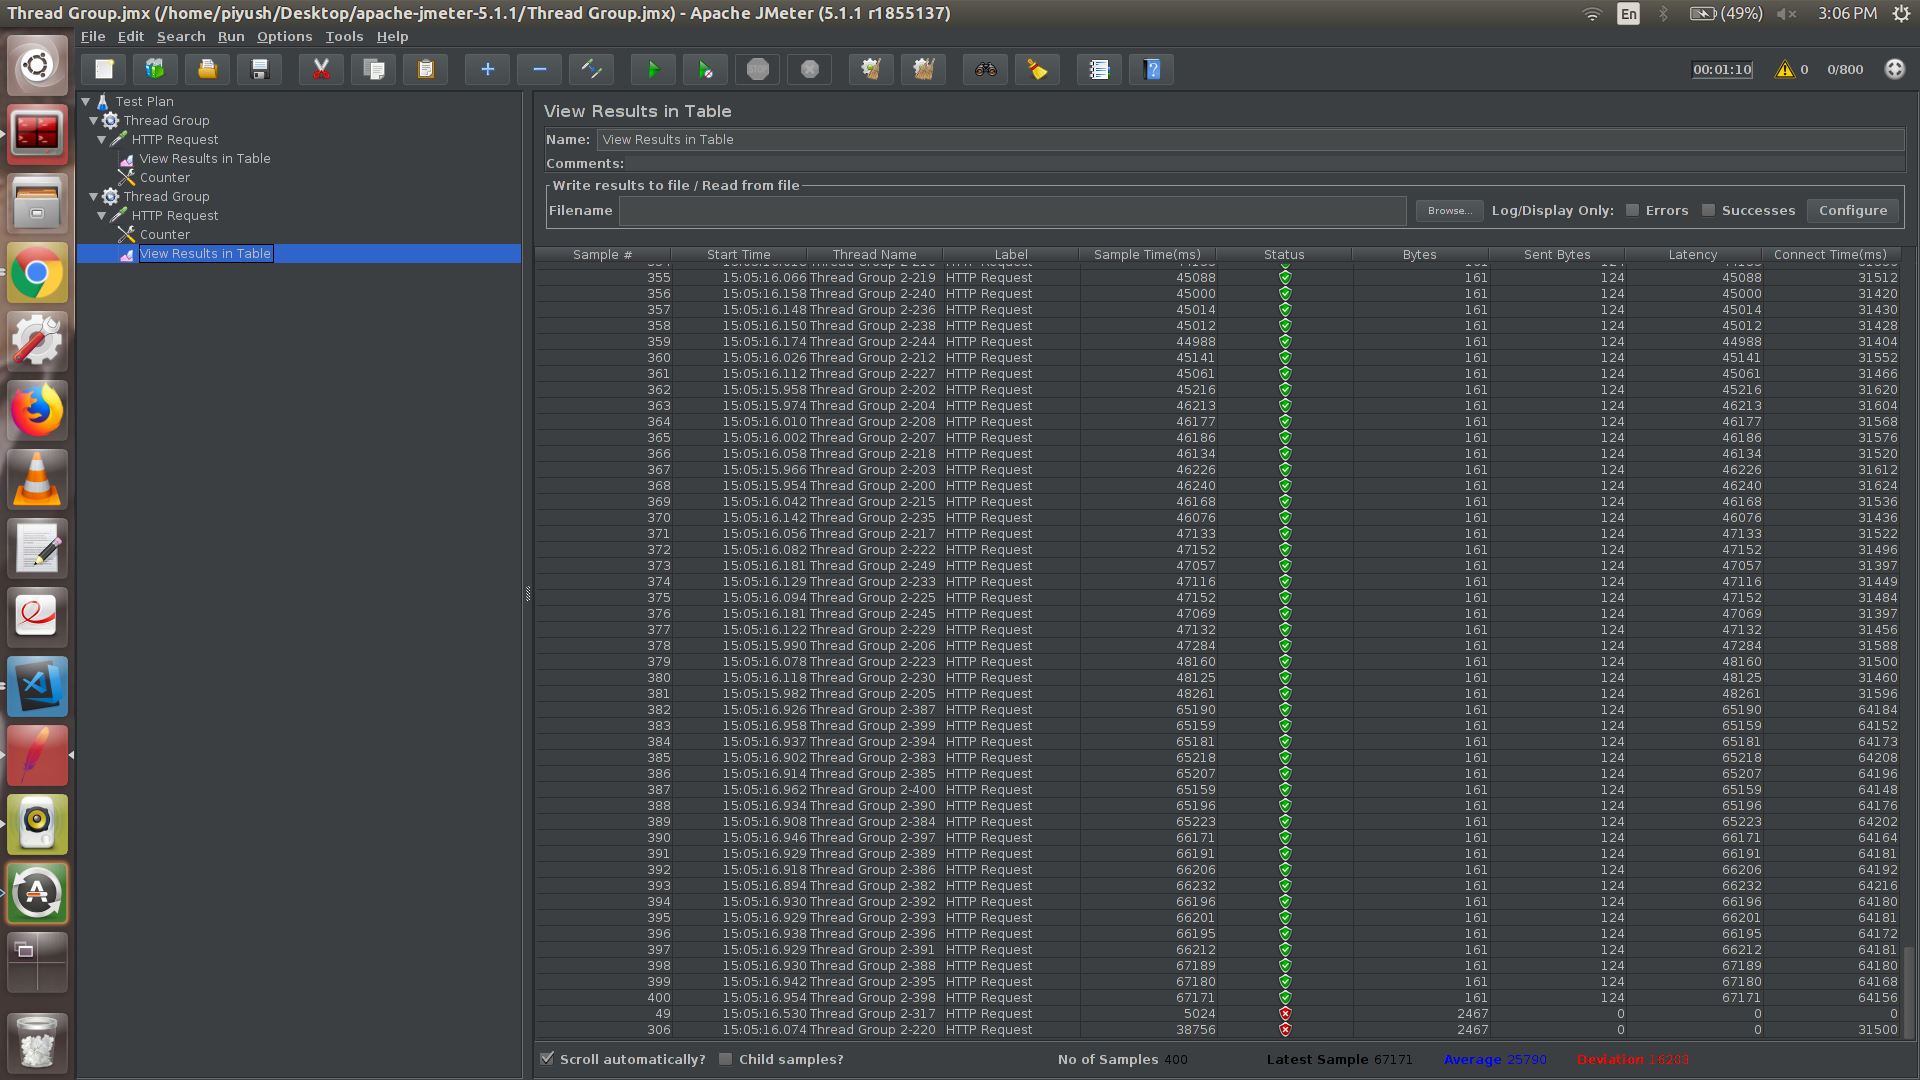 Thread Group.jmx (/home/piyush/Desktop/apache-jmeter-5.1.1/Thread Group.jmx) - Apache JMeter (5.1.1 r1855137)
En (49%) 3:06 PM
File Edit Search Run Options Tools Help
00:01:10 0 0/800
Test Plan
Thread Group
HTTP Request
View Results in Table
Counter
Thread Group
HTTP Request
Counter
View Results in Table
View Results in Table
Name: View Results in Table
Comments:
Write results to file / Read from file
Filename Browse... Log/Display Only: Errors Successes Configure
Sample # Start Time Thread Name Label Sample Time(ms) Status Bytes Sent Bytes Latency Connect Time(ms)
355 15:05:16.066 Thread Group 2-219 HTTP Request 45088 161 124 45088 31512
356 15:05:16.158 Thread Group 2-240 HTTP Request 45000 161 124 45000 31420
357 15:05:16.148 Thread Group 2-236 HTTP Request 45014 161 124 45014 31430
358 15:05:16.150 Thread Group 2-238 HTTP Request 45012 161 124 45012 31428
359 15:05:16.174 Thread Group 2-244 HTTP Request 44988 161 124 44988 31404
360 15:05:16.026 Thread Group 2-212 HTTP Request 45141 161 124 45141 31552
361 15:05:16.112 Thread Group 2-227 HTTP Request 45061 161 124 45061 31466
362 15:05:15.958 Thread Group 2-202 HTTP Request 45216 161 124 45216 31620
363 15:05:15.974 Thread Group 2-204 HTTP Request 46213 161 124 46213 31604
364 15:05:16.010 Thread Group 2-208 HTTP Request 46177 161 124 46177 31568
365 15:05:16.002 Thread Group 2-207 HTTP Request 46186 161 124 46186 31576
366 15:05:16.058 Thread Group 2-218 HTTP Request 46134 161 124 46134 31520
367 15:05:15.966 Thread Group 2-203 HTTP Request 46226 161 124 46226 31612
368 15:05:15.954 Thread Group 2-200 HTTP Request 46240 161 124 46240 31624
369 15:05:16.042 Thread Group 2-215 HTTP Request 46168 161 124 46168 31536
370 15:05:16.142 Thread Group 2-235 HTTP Request 46076 161 124 46076 31436
371 15:05:16.056 Thread Group 2-217 HTTP Request 47133 161 124 47133 31522
372 15:05:16.082 Thread Group 2-222 HTTP Request 47152 161 124 47152 31496
373 15:05:16.181 Thread Group 2-249 HTTP Request 47057 161 124 47057 31397
374 15:05:16.129 Thread Group 2-233 HTTP Request 47116 161 124 47116 31449
375 15:05:16.094 Thread Group 2-225 HTTP Request 47152 161 124 47152 31484
376 15:05:16.181 Thread Group 2-245 HTTP Request 47069 161 124 47069 31397
377 15:05:16.122 Thread Group 2-229 HTTP Request 47132 161 124 47132 31456
378 15:05:15.990 Thread Group 2-206 HTTP Request 47284 161 124 47284 31588
379 15:05:16.078 Thread Group 2-223 HTTP Request 48160 161 124 48160 31500
380 15:05:16.118 Thread Group 2-230 HTTP Request 48125 161 124 48125 31460
381 15:05:15.982 Thread Group 2-205 HTTP Request 48261 161 124 48261 31596
382 15:05:16.926 Thread Group 2-387 HTTP Request 65190 161 124 65190 64184
383 15:05:16.958 Thread Group 2-399 HTTP Request 65159 161 124 65159 64152
384 15:05:16.937 Thread Group 2-394 HTTP Request 65181 161 124 65181 64173
385 15:05:16.902 Thread Group 2-383 HTTP Request 65218 161 124 65218 64208
386 15:05:16.914 Thread Group 2-385 HTTP Request 65207 161 124 65207 64196
387 15:05:16.962 Thread Group 2-400 HTTP Request 65159 161 124 65159 64148
388 15:05:16.934 Thread Group 2-390 HTTP Request 65196 161 124 65196 64176
389 15:05:16.908 Thread Group 2-384 HTTP Request 65223 161 124 65223 64202
390 15:05:16.946 Thread Group 2-397 HTTP Request 66171 161 124 66171 64164
391 15:05:16.929 Thread Group 2-389 HTTP Request 66191 161 124 66191 64181
392 15:05:16.918 Thread Group 2-386 HTTP Request 66206 161 124 66206 64192
393 15:05:16.894 Thread Group 2-382 HTTP Request 66232 161 124 66232 64216
394 15:05:16.930 Thread Group 2-392 HTTP Request 66196 161 124 66196 64180
395 15:05:16.929 Thread Group 2-393 HTTP Request 66201 161 124 66201 64181
396 15:05:16.938 Thread Group 2-396 HTTP Request 66195 161 124 66195 64172
397 15:05:16.929 Thread Group 2-391 HTTP Request 66212 161 124 66212 64181
398 15:05:16.930 Thread Group 2-388 HTTP Request 67189 161 124 67189 64180
399 15:05:16.942 Thread Group 2-395 HTTP Request 67180 161 124 67180 64168
400 15:05:16.954 Thread Group 2-398 HTTP Request 67171 161 124 67171 64156
49 15:05:16.530 Thread Group 2-317 HTTP Request 5024 2467 0 0 0
306 15:05:16.074 Thread Group 2-220 HTTP Request 38756 2467 0 0 31500
Scroll automatically? Child samples? No of Samples 400 Latest Sample 67171 Average 25790 Deviation 16203